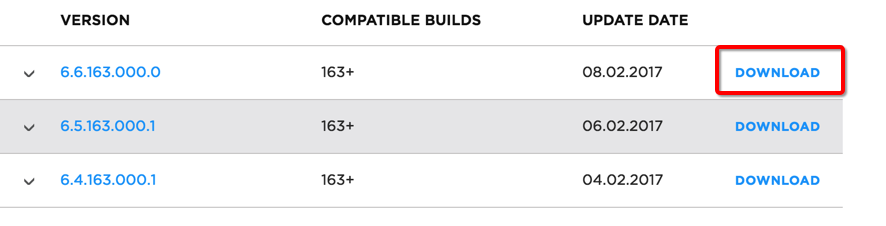 VERSION COMPATIBLE BUILDS UPDATE DATE
6.6.163.000.0 163+ 08.02.2017 DOWNLOAD
6.5.163.000.1 163+ 06.02.2017 DOWNLOAD
6.4.163.000.1 163+ 04.02.2017 DOWNLOAD